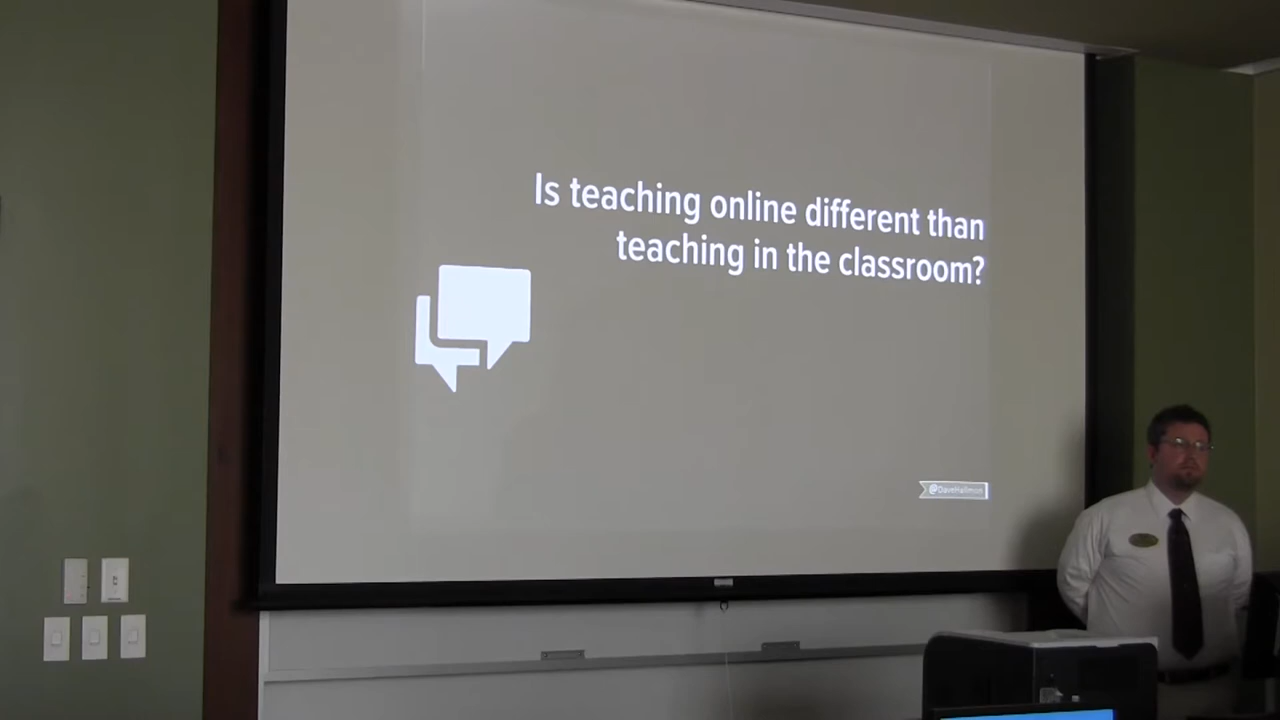 Is teaching online different than
teaching in the classroom?
@DaveHallmon